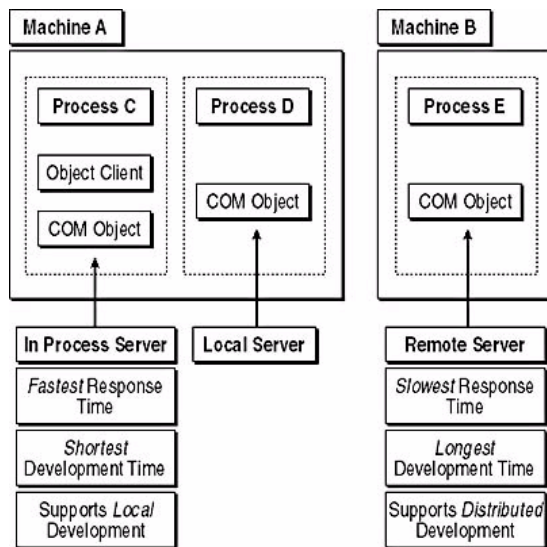 Machine A
Machine B
Process C
Process D
Process E
Object Client
COM Object
COM Object
COM Object
In Process Server
Local Server
Remote Server
Fastest Response
Time
Slowest Response
Time
Shortest
Development Time
Longest
Development Time
Supports Local
Development
Supports Distributed
Development